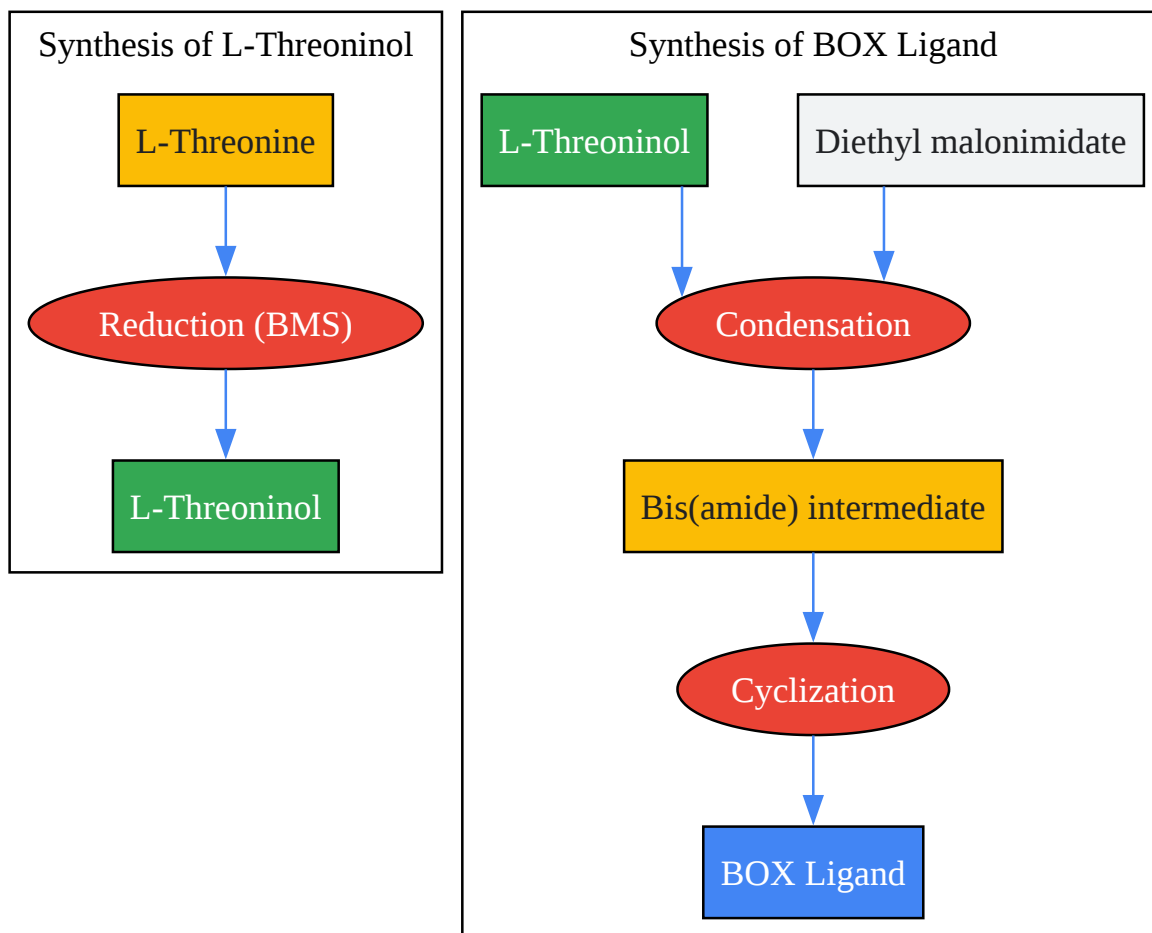 Synthesis of L-Threoninol
L-Threonine
Reduction (BMS)
L-Threoninol
Synthesis of BOX Ligand
L-Threoninol
Diethyl malonimidate
Condensation
Bis(amide) intermediate
Cyclization
BOX Ligand